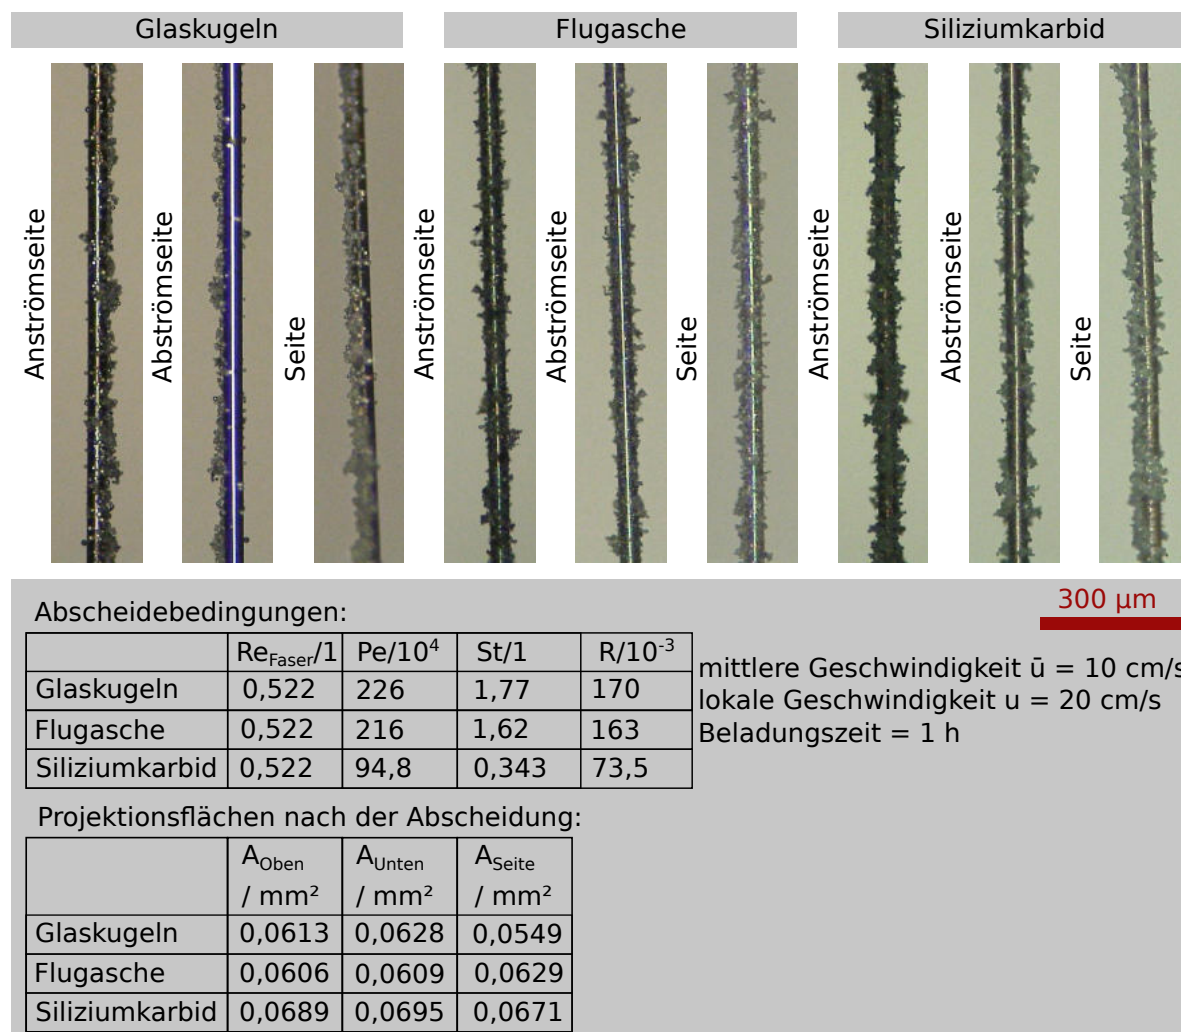 Glaskugeln
Flugasche
Siliziumkarbid
Anströmseite
Abströmseite
Seite
Anströmseite
Abströmseite
Seite
Anströmseite
Abströmseite
Seite
300 µm
Abscheidebedingungen:
Re_Faser/1 Pe/10⁴ St/1 R/10⁻³
Glaskugeln 0,522 226 1,77 170
Flugasche 0,522 216 1,62 163
Siliziumkarbid 0,522 94,8 0,343 73,5
mittlere Geschwindigkeit ū = 10 cm/s
lokale Geschwindigkeit u = 20 cm/s
Beladungszeit = 1 h
Projektionsflächen nach der Abscheidung:
A_Oben A_Unten A_Seite
/ mm² / mm² / mm²
Glaskugeln 0,0613 0,0628 0,0549
Flugasche 0,0606 0,0609 0,0629
Siliziumkarbid 0,0689 0,0695 0,0671